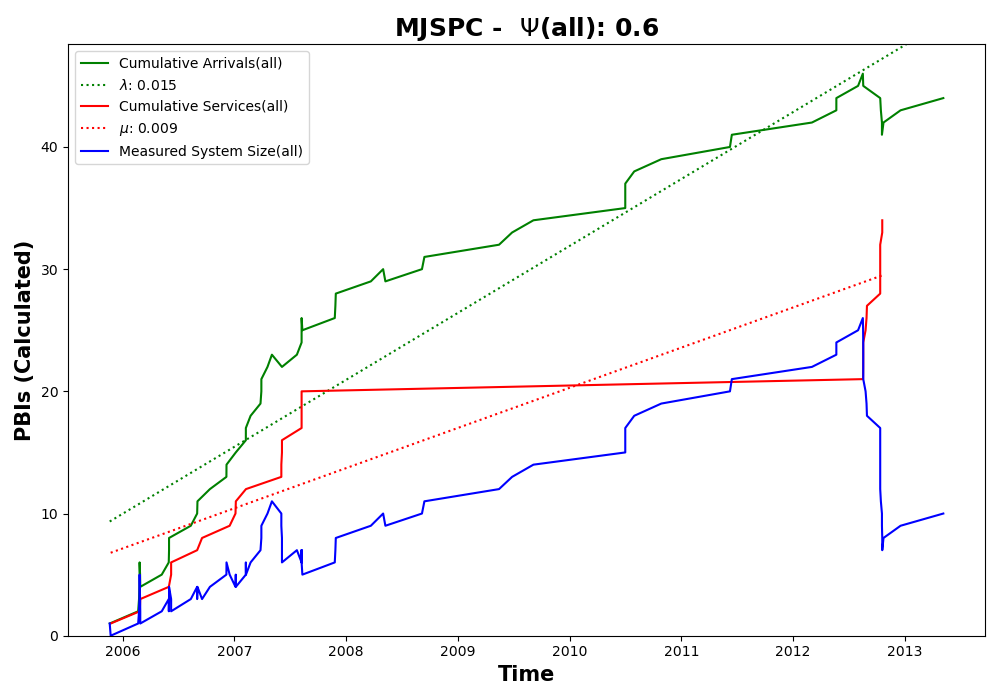 MJSPC - Ψ(all): 0.6
Cumulative Arrivals(all)
λ: 0.015
Cumulative Services(all)
μ: 0.009
Measured System Size(all)
PBIs (Calculated)
40
30
20
10
0
2006 2007 2008 2009 2010 2011 2012 2013
Time